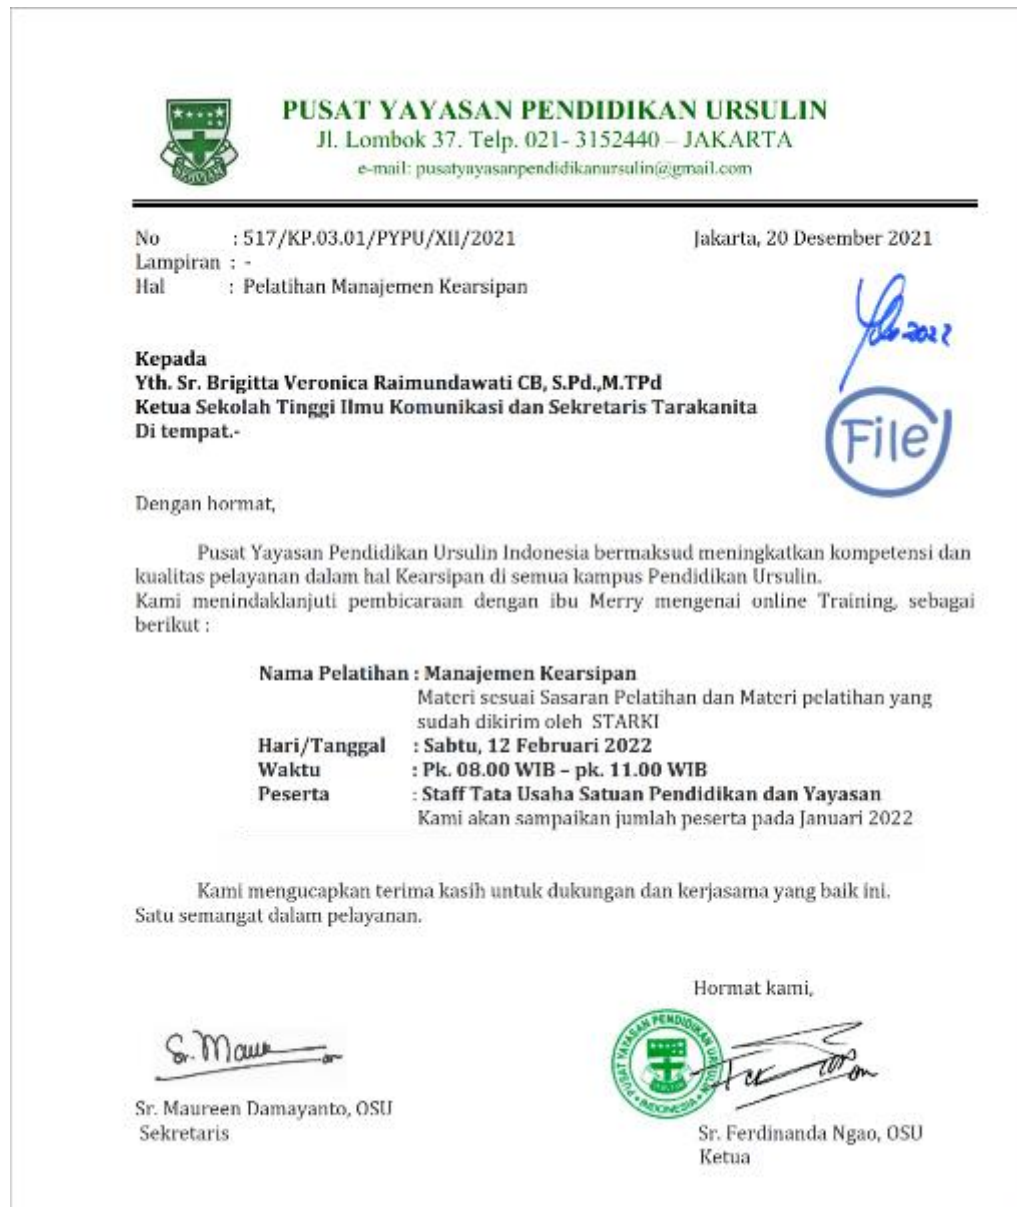 PUSAT YAYASAN PENDIDIKAN URSULIN
Jl. Lombok 37. Telp. 021- 3152440 – JAKARTA
e-mail: pusatyayasanpendidikanursulin@gmail.com
SERVIAM
No : 517/KP.03.01/PYPU/XII/2021 Jakarta, 20 Desember 2021
Lampiran : -
Hal : Pelatihan Manajemen Kearsipan
2022
Kepada
Yth. Sr. Brigitta Veronica Raimundawati CB, S.Pd.,M.TPd
Ketua Sekolah Tinggi Ilmu Komunikasi dan Sekretaris Tarakanita
Di tempat.-
File
Dengan hormat,
Pusat Yayasan Pendidikan Ursulin Indonesia bermaksud meningkatkan kompetensi dan
kualitas pelayanan dalam hal Kearsipan di semua kampus Pendidikan Ursulin.
Kami menindaklanjuti pembicaraan dengan ibu Merry mengenai online Training, sebagai
berikut :
Nama Pelatihan : Manajemen Kearsipan
Materi sesuai Sasaran Pelatihan dan Materi pelatihan yang
sudah dikirim oleh STARKI
Hari/Tanggal : Sabtu, 12 Februari 2022
Waktu : Pk. 08.00 WIB – pk. 11.00 WIB
Peserta : Staff Tata Usaha Satuan Pendidikan dan Yayasan
Kami akan sampaikan jumlah peserta pada Januari 2022
Kami mengucapkan terima kasih untuk dukungan dan kerjasama yang baik ini.
Satu semangat dalam pelayanan.
Hormat kami,
PUSAT YAYASAN PENDIDIKAN URSULIN
INDONESIA
Sr. Maureen Damayanto, OSU
Sekretaris
Sr. Ferdinanda Ngao, OSU
Ketua